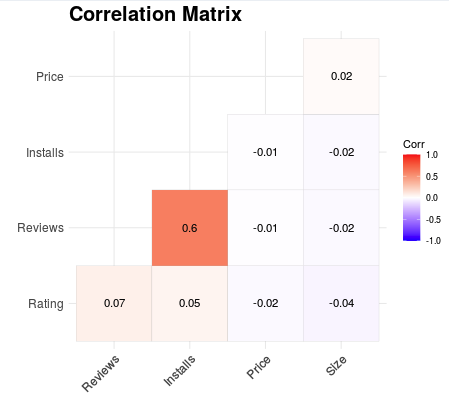 Correlation Matrix
Price
0.02
Installs
-0.01
-0.02
Reviews
0.6
-0.01
-0.02
Rating
0.07
0.05
-0.02
-0.04
Reviews
Installs
Price
Size
Corr
1.0
0.5
0.0
-0.5
-1.0